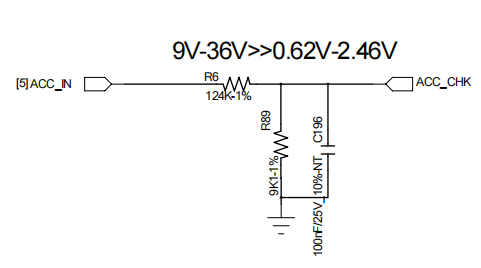 9V-36V>>0.62V-2.46V
R6
[5] ACC_IN
ACC_CHK
124K-1%
R89
9K1-1%
C196
10%-NT
100nF/25V